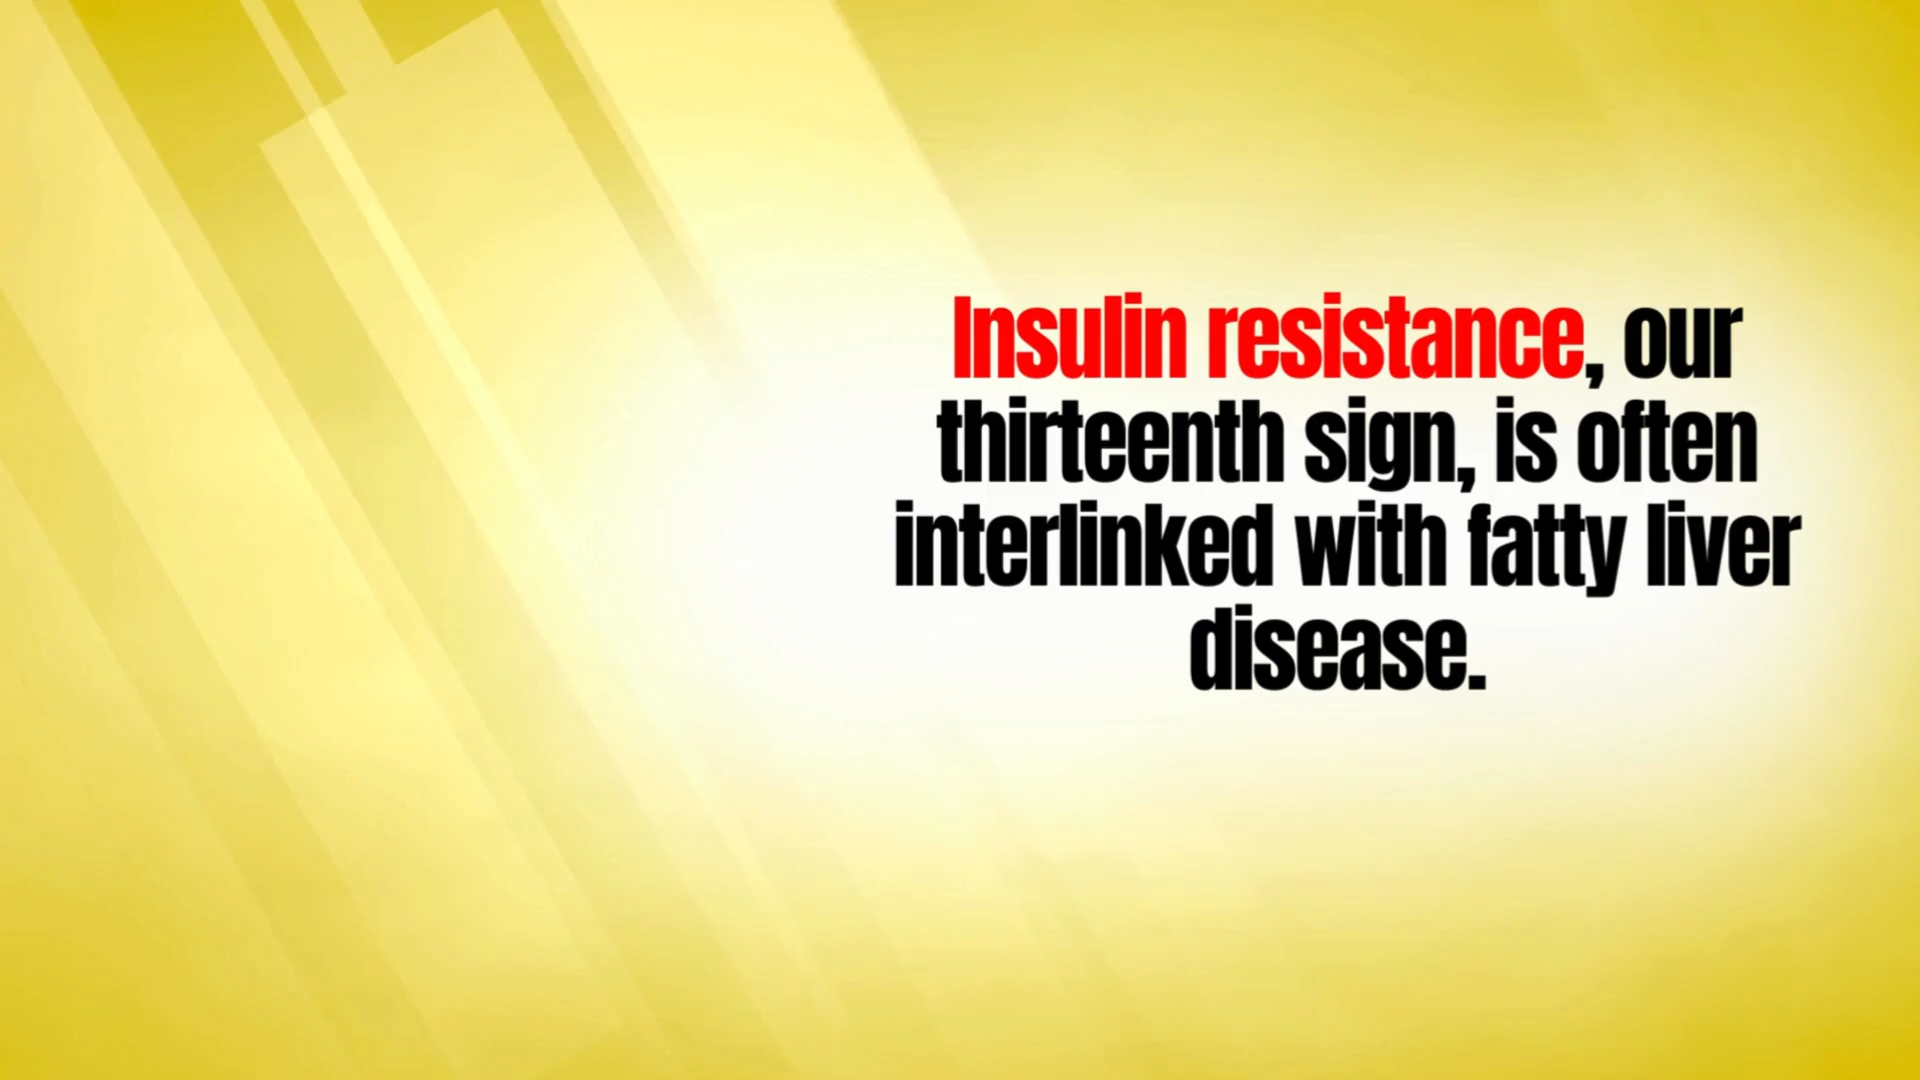 Insulin resistance, our
thirteenth sign, is often
interlinked with fatty liver
disease.